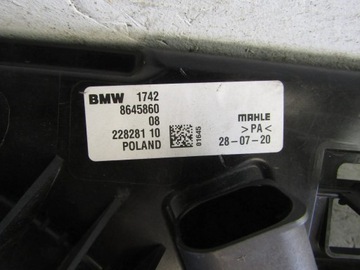 BMW 1742
8645860
08
228281 10
POLAND
01645
MAHLE
>PA<
28-07-20